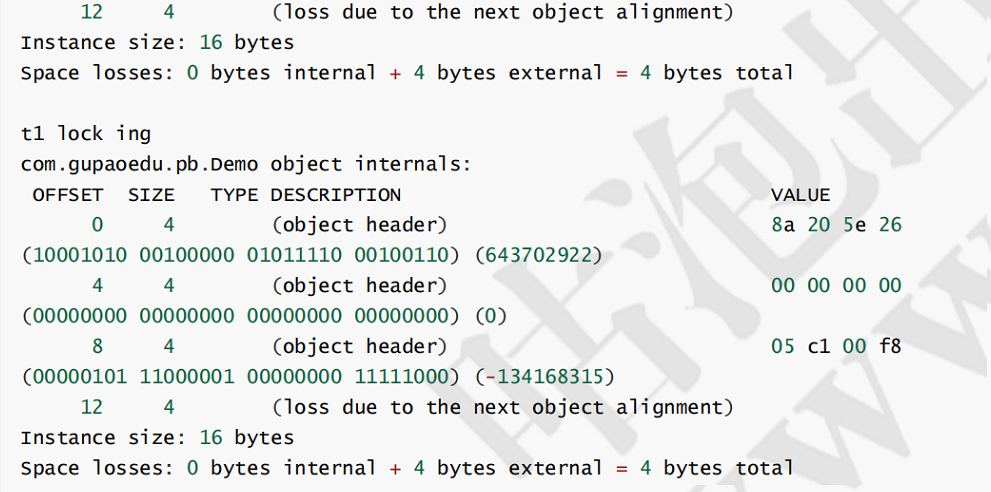 12 4 (loss due to the next object alignment)
Instance size: 16 bytes
Space losses: 0 bytes internal + 4 bytes external = 4 bytes total
t1 lock ing
com.gupaoedu.pb.Demo object internals:
OFFSET SIZE TYPE DESCRIPTION VALUE
0 4 (object header) 8a 20 5e 26
(10001010 00100000 01011110 00100110) (643702922)
4 4 (object header) 00 00 00 00
(00000000 00000000 00000000 00000000) (0)
8 4 (object header) 05 c1 00 f8
(00000101 11000001 00000000 11111000) (-134168315)
12 4 (loss due to the next object alignment)
Instance size: 16 bytes
Space losses: 0 bytes internal + 4 bytes external = 4 bytes total